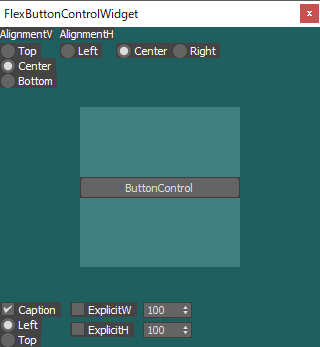 FlexButtonControlWidget x
AlignmentV AlignmentH
Top Left Center Right
Center
Bottom
ButtonControl
Caption ExplicitW 100
Left ExplicitH 100
Top